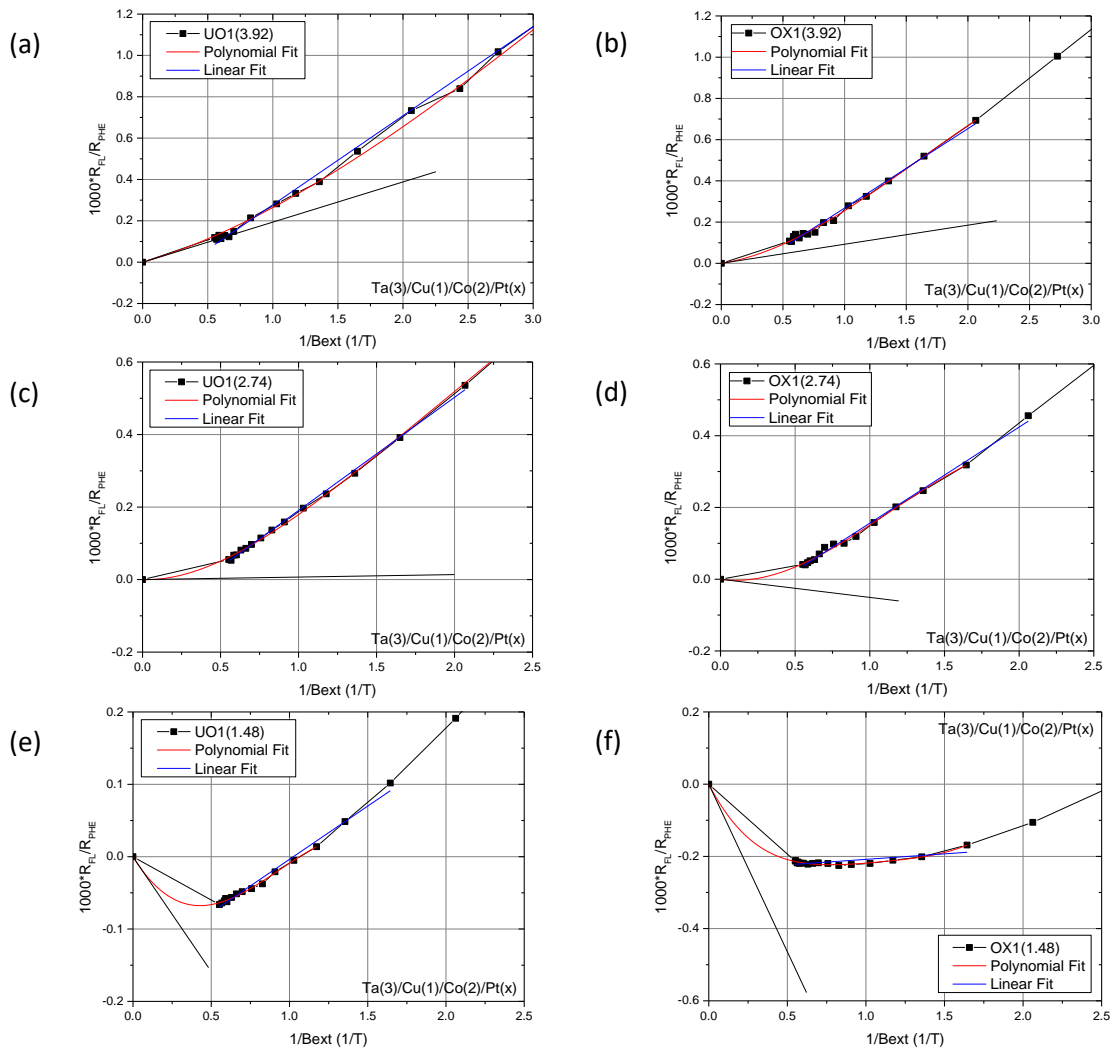 (a)
1.2
1.0
0.8
0.6
0.4
0.2
0.0
-0.2
1000*R_FL/R_PHE
UO1(3.92)
Polynomial Fit
Linear Fit
Ta(3)/Cu(1)/Co(2)/Pt(x)
0.0 0.5 1.0 1.5 2.0 2.5 3.0
1/Bext (1/T)
(b)
1.2
1.0
0.8
0.6
0.4
0.2
0.0
-0.2
1000*R_FL/R_PHE
OX1(3.92)
Polynomial Fit
Linear Fit
Ta(3)/Cu(1)/Co(2)/Pt(x)
0.0 0.5 1.0 1.5 2.0 2.5 3.0
1/Bext (1/T)
(c)
0.6
0.4
0.2
0.0
-0.2
1000*R_FL/R_PHE
UO1(2.74)
Polynomial Fit
Linear Fit
Ta(3)/Cu(1)/Co(2)/Pt(x)
0.0 0.5 1.0 1.5 2.0 2.5
1/Bext (1/T)
(d)
0.6
0.4
0.2
0.0
-0.2
1000*R_FL/R_PHE
OX1(2.74)
Polynomial Fit
Linear Fit
Ta(3)/Cu(1)/Co(2)/Pt(x)
0.0 0.5 1.0 1.5 2.0 2.5
1/Bext (1/T)
(e)
0.2
0.1
0.0
-0.1
-0.2
1000*R_FL/R_PHE
UO1(1.48)
Polynomial Fit
Linear Fit
Ta(3)/Cu(1)/Co(2)/Pt(x)
0.0 0.5 1.0 1.5 2.0 2.5
1/Bext (1/T)
(f)
0.2
0.0
-0.2
-0.4
-0.6
1000*R_FL/R_PHE
Ta(3)/Cu(1)/Co(2)/Pt(x)
OX1(1.48)
Polynomial Fit
Linear Fit
0.0 0.5 1.0 1.5 2.0 2.5
1/Bext (1/T)